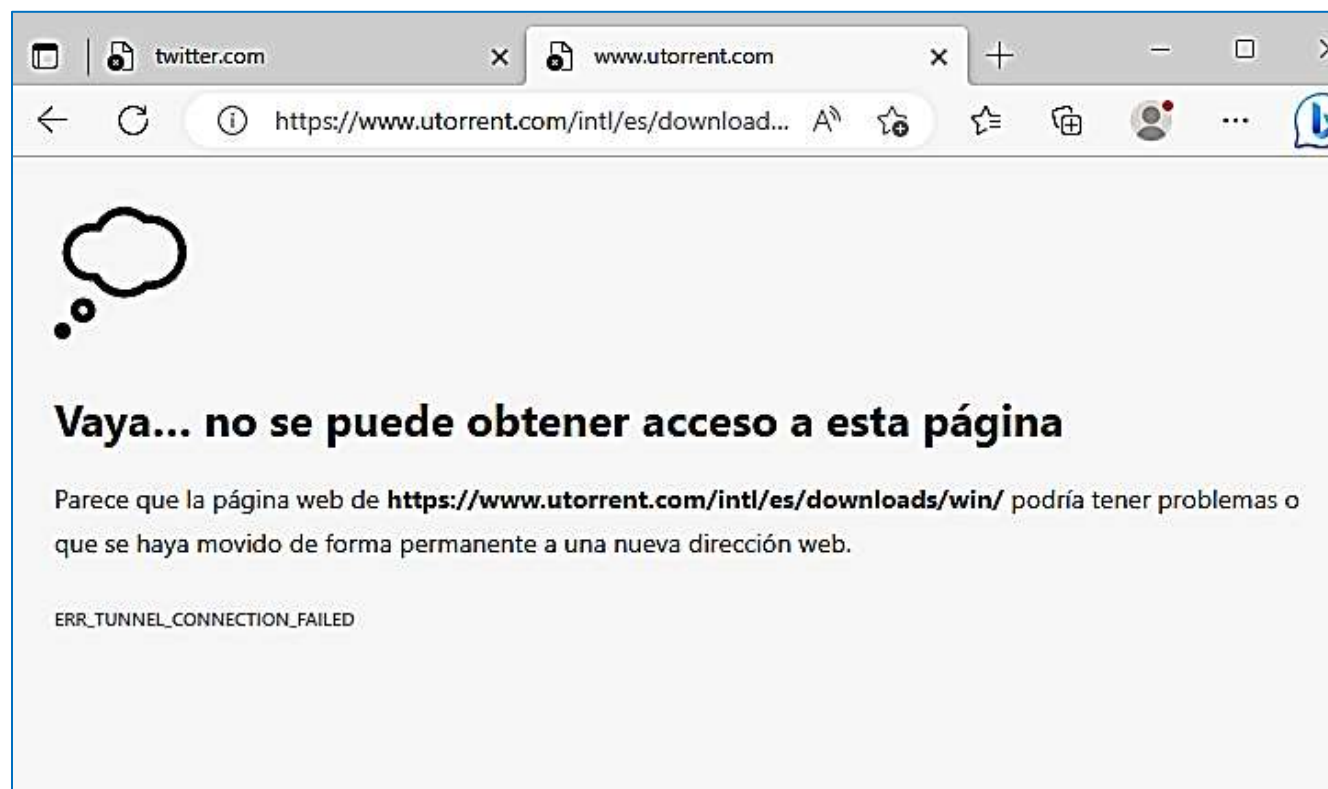 twitter.com
www.utorrent.com
https://www.utorrent.com/intl/es/download...
Vaya... no se puede obtener acceso a esta página
Parece que la página web de https://www.utorrent.com/intl/es/downloads/win/ podría tener problemas o
que se haya movido de forma permanente a una nueva dirección web.
ERR_TUNNEL_CONNECTION_FAILED